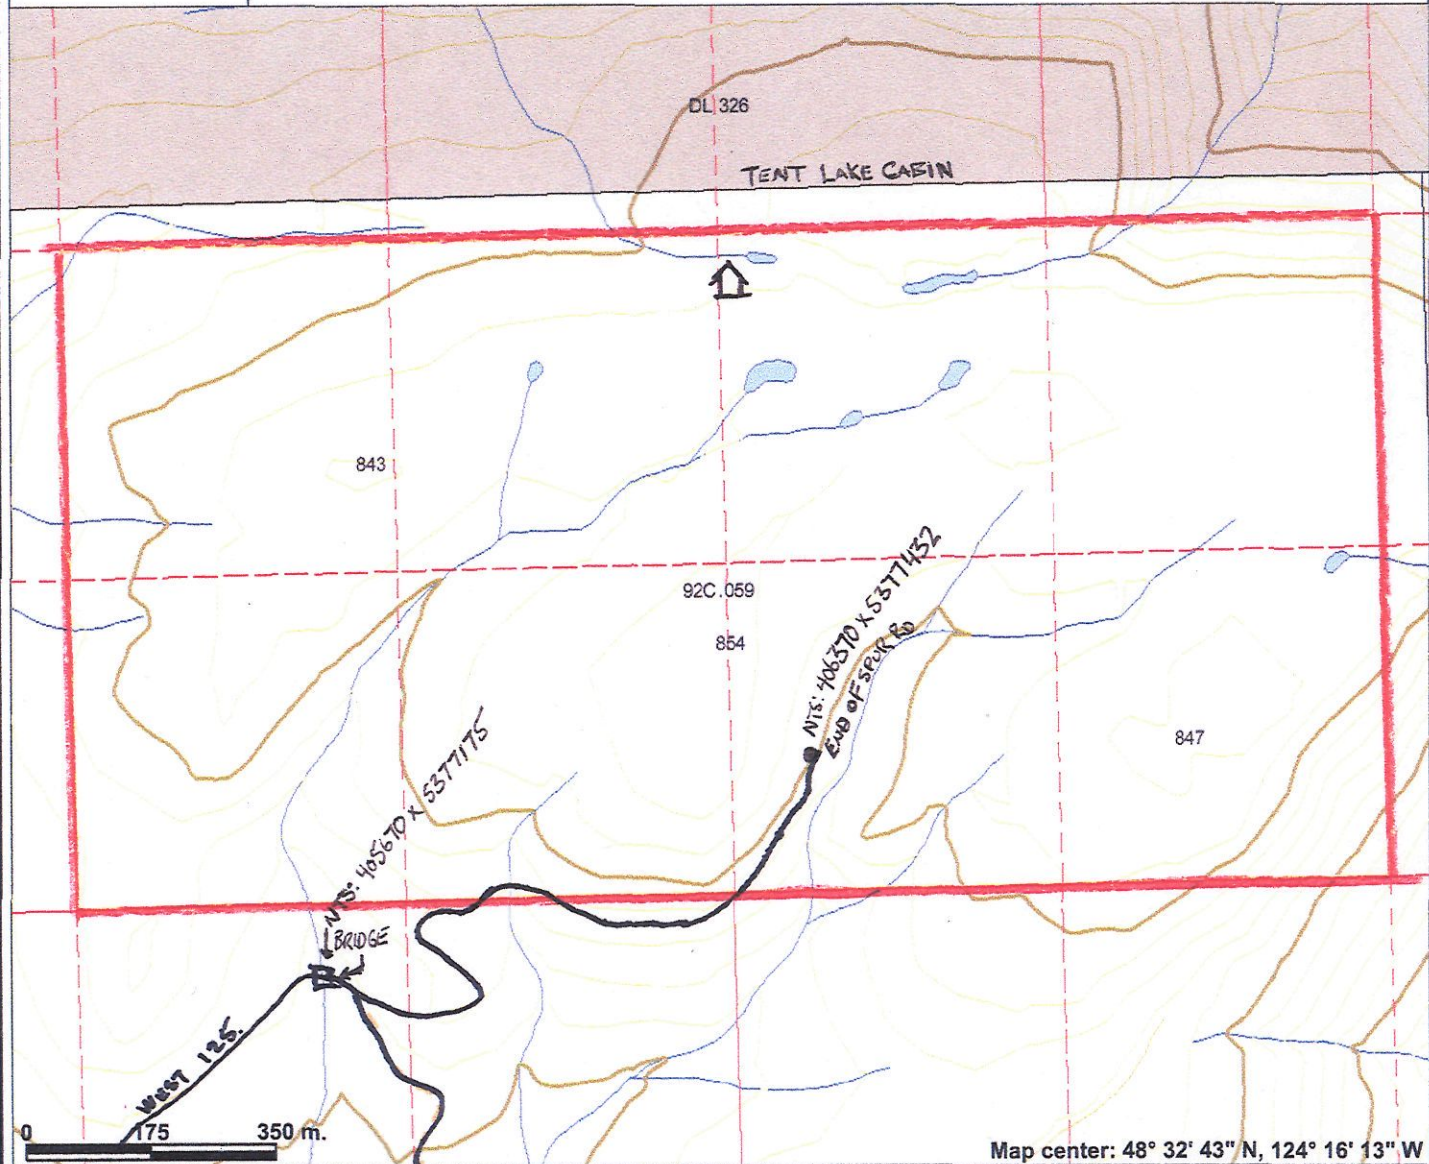 DL 326
TENT LAKE CABIN
843
92C.059
854
NTS: 406370 x 5377432
END OF SPUR RD
847
NTS: 405670 x 5377175
BRIDGE
WEST 125.
0 175 350 m.
Map center: 48° 32' 43" N, 124° 16' 13" W